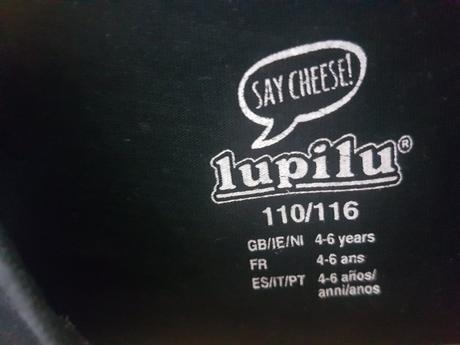 SAY CHEESE!
lupilu®
110/116
GB/IE/NI 4-6 years
FR 4-6 ans
ES/IT/PT 4-6 años/
anni/anos